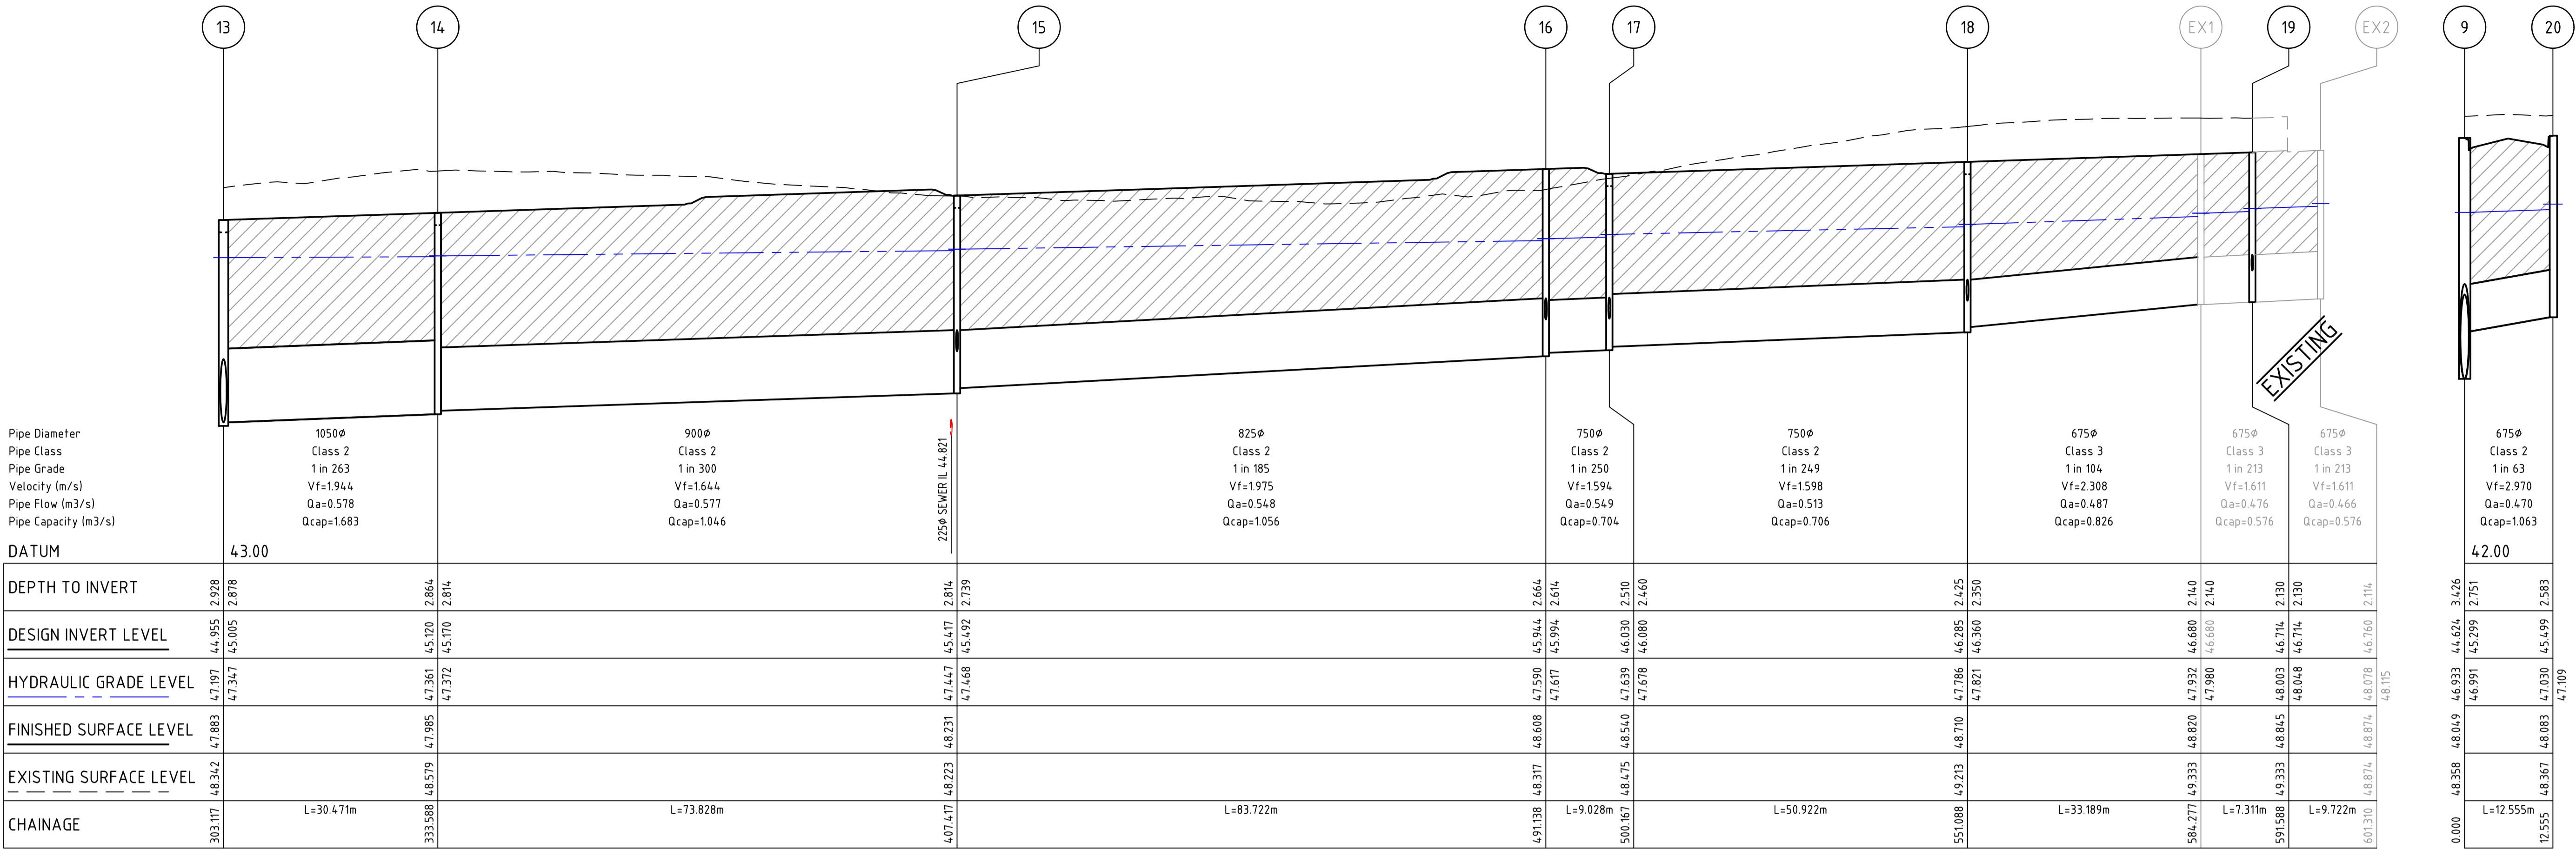 13 14 15 16 17 18 EX1 19 EX2 9 20
EXISTING
Pipe Diameter 1050Ø 900Ø 825Ø 750Ø 750Ø 675Ø 675Ø 675Ø 675Ø
Pipe Class Class 2 Class 2 Class 2 Class 2 Class 2 Class 3 Class 3 Class 3 Class 2
Pipe Grade 1 in 263 1 in 300 1 in 185 1 in 250 1 in 249 1 in 104 1 in 213 1 in 213 1 in 63
Velocity (m/s) Vf=1.944 Vf=1.644 Vf=1.975 Vf=1.594 Vf=1.598 Vf=2.308 Vf=1.611 Vf=1.611 Vf=2.970
Pipe Flow (m3/s) Qa=0.578 Qa=0.577 Qa=0.548 Qa=0.549 Qa=0.513 Qa=0.487 Qa=0.476 Qa=0.466 Qa=0.470
Pipe Capacity (m3/s) Qcap=1.683 Qcap=1.046 Qcap=1.056 Qcap=0.704 Qcap=0.706 Qcap=0.826 Qcap=0.576 Qcap=0.576 Qcap=1.063
225Ø SEWER IL 44.821
DATUM 43.00 42.00
DEPTH TO INVERT 2.928 2.878 2.864 2.814 2.814 2.739 2.664 2.614 2.510 2.460 2.425 2.350 2.140 2.140 2.130 2.130 2.114 3.426 2.751 2.583
DESIGN INVERT LEVEL 44.955 45.005 45.120 45.170 45.417 45.492 45.944 45.994 46.030 46.080 46.285 46.360 46.680 46.680 46.714 46.714 46.760 44.624 45.299 45.499
HYDRAULIC GRADE LEVEL 47.197 47.347 47.361 47.372 47.447 47.468 47.590 47.617 47.639 47.678 47.786 47.821 47.932 47.980 48.003 48.048 48.078 48.115 46.933 46.991 47.030 47.109
FINISHED SURFACE LEVEL 47.883 47.985 48.231 48.608 48.540 48.710 48.820 48.845 48.874 48.049 48.083
EXISTING SURFACE LEVEL 48.342 48.579 48.223 48.317 48.475 49.213 49.333 49.333 48.874 48.358 48.367
CHAINAGE 303.117 L=30.471m 333.588 L=73.828m 407.417 L=83.722m 491.138 L=9.028m 500.167 L=50.922m 551.088 L=33.189m 584.277 L=7.311m 591.588 L=9.722m 601.310 0.000 L=12.555m 12.555